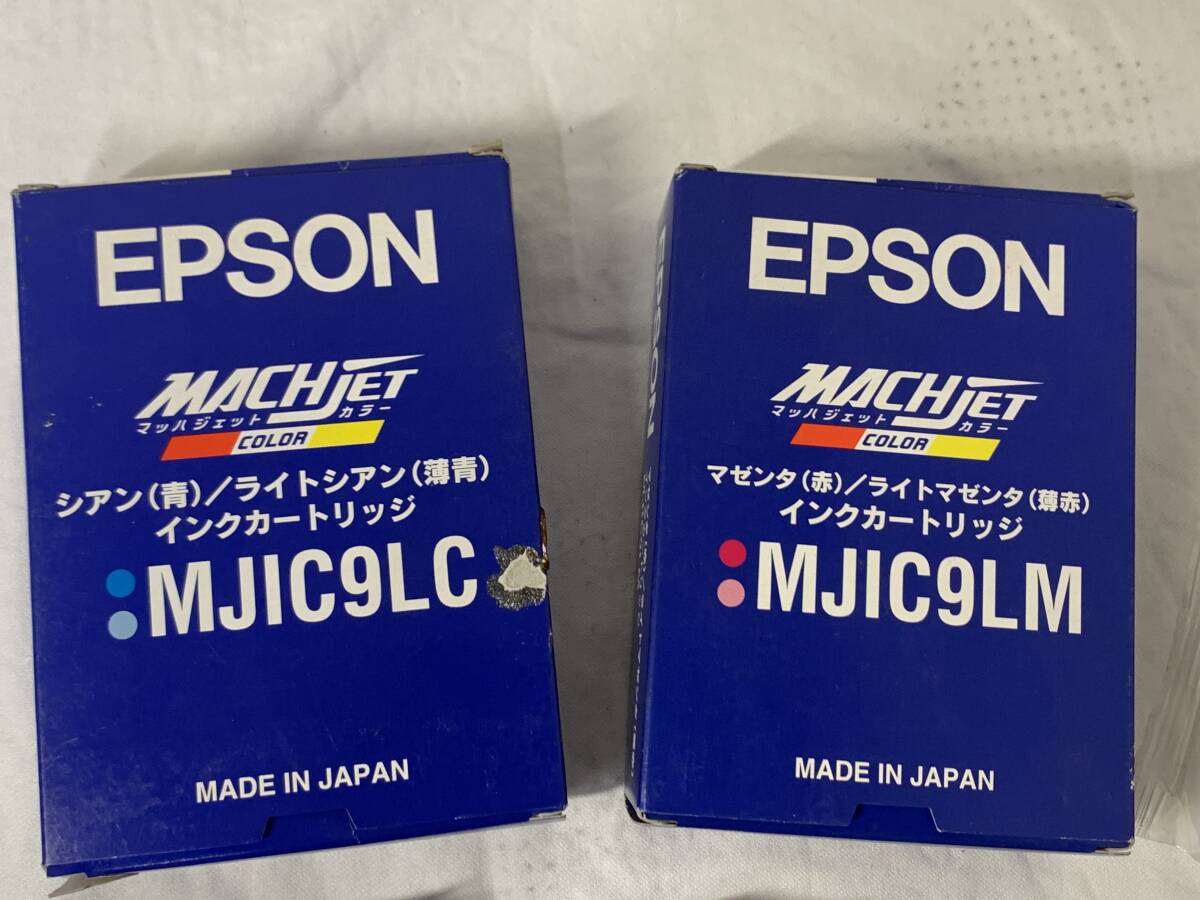 EPSON
MACHJET
マッハジェット カラー
COLOR
シアン(青)/ライトシアン(薄青)
インクカートリッジ
MJIC9LC
MADE IN JAPAN
EPSON
MACHJET
マッハジェット カラー
COLOR
マゼンタ(赤)/ライトマゼンタ(薄赤)
インクカートリッジ
MJIC9LM
MADE IN JAPAN
EPSON